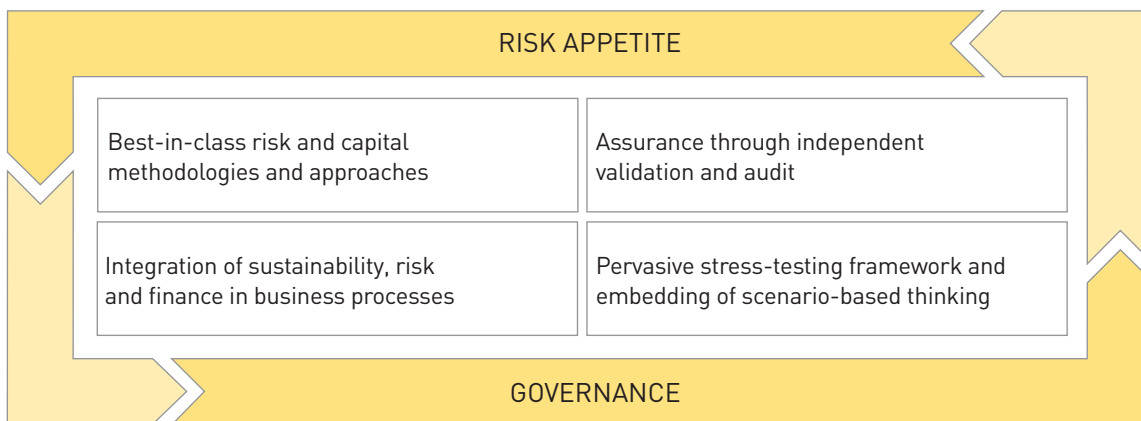 RISK APPETITE
Best-in-class risk and capital
methodologies and approaches
Assurance through independent
validation and audit
Integration of sustainability, risk
and finance in business processes
Pervasive stress-testing framework and
embedding of scenario-based thinking
GOVERNANCE